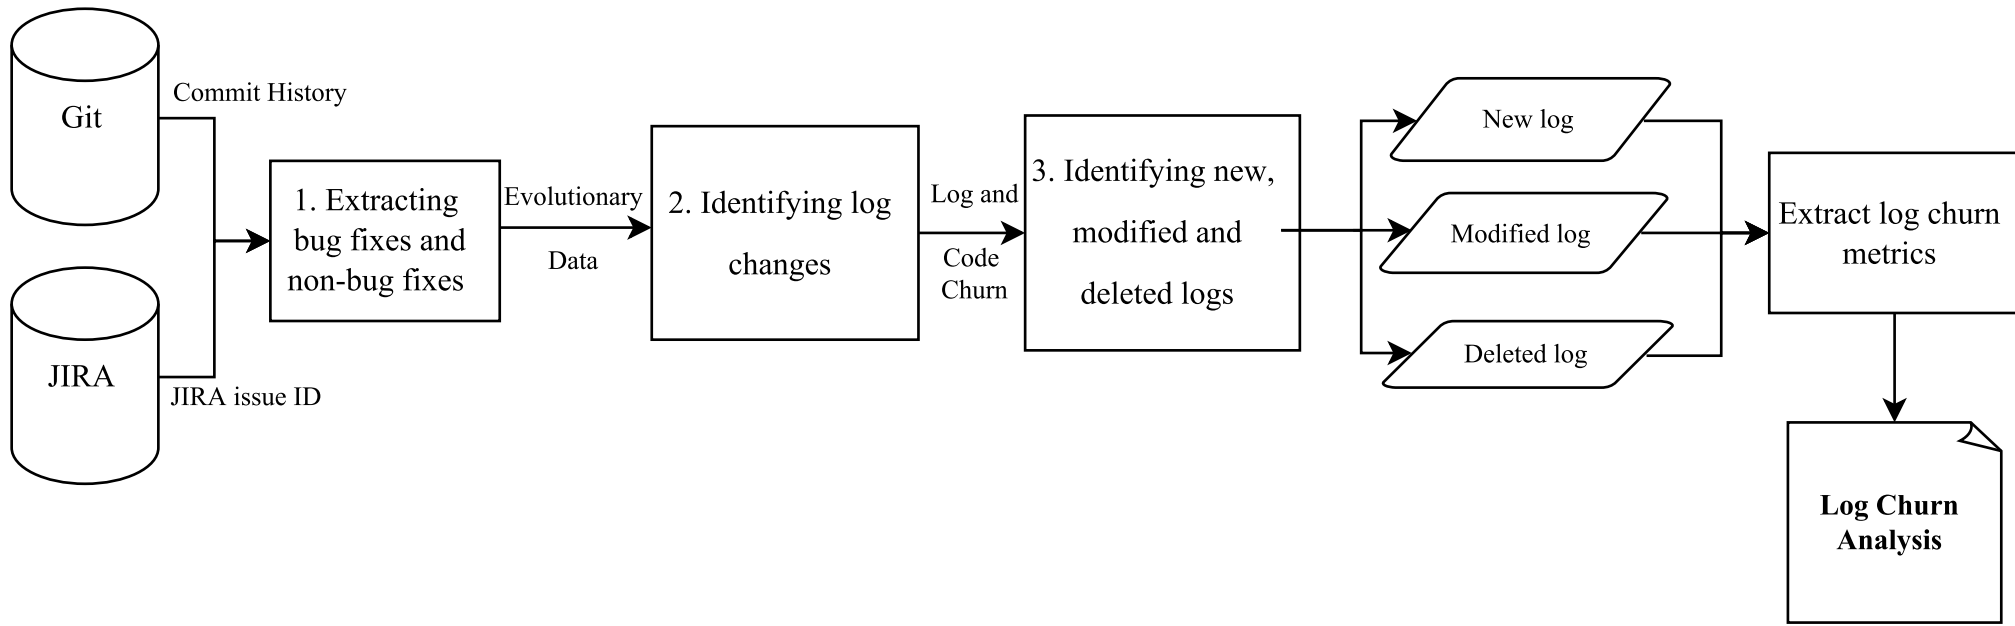 Git
Commit History
JIRA
JIRA issue ID
1. Extracting
bug fixes and
non-bug fixes
Evolutionary
Data
2. Identifying log
changes
Log and
Code
Churn
3. Identifying new,
modified and
deleted logs
New log
Modified log
Deleted log
Extract log churn
metrics
Log Churn
Analysis